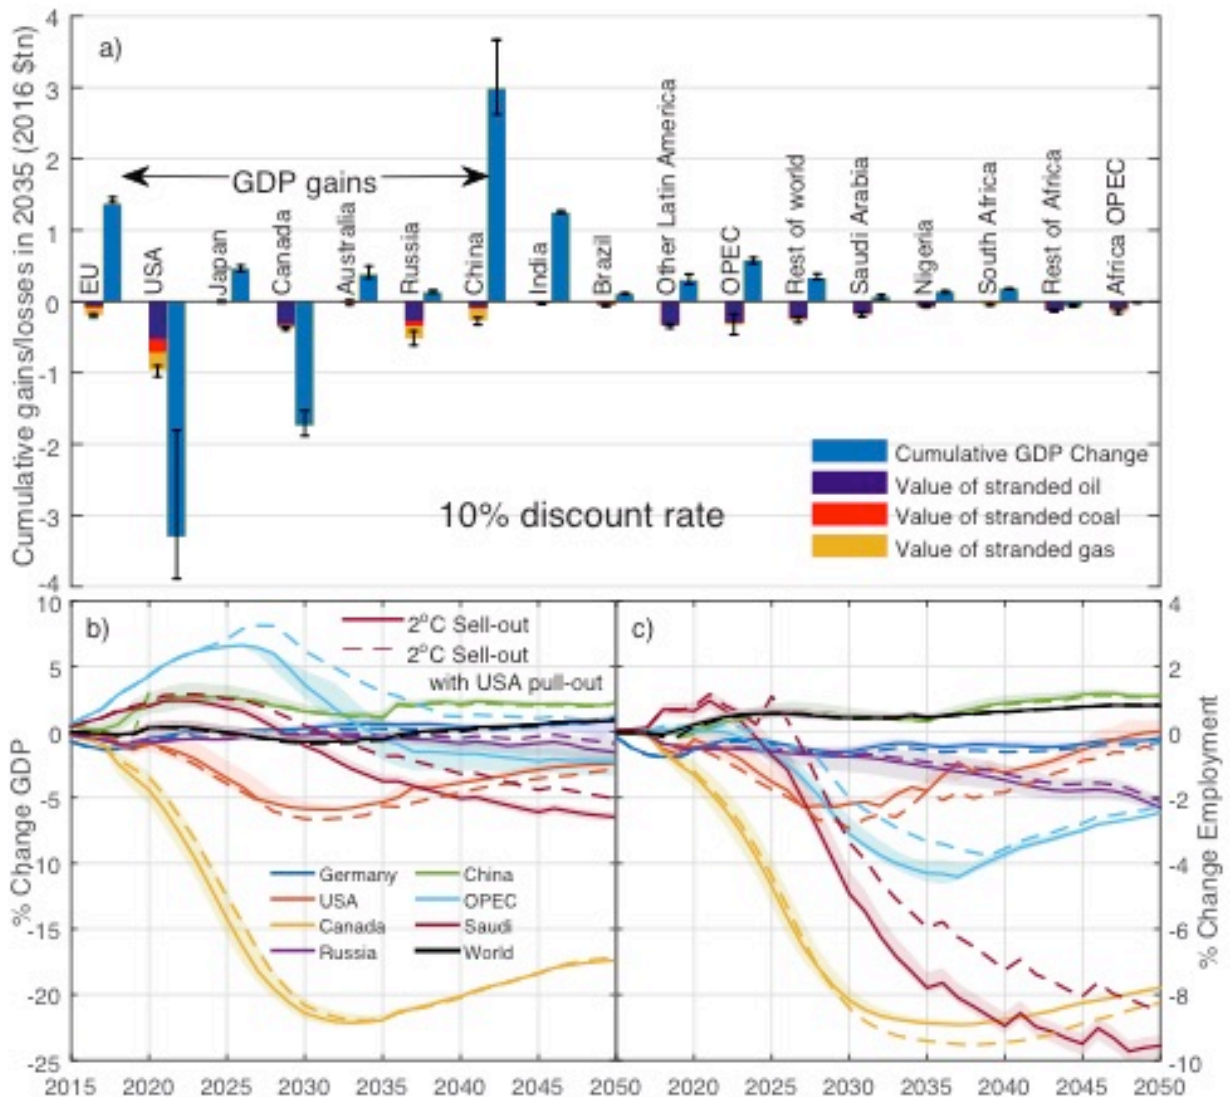 Cumulative gains/losses in 2035 (2016 $tn)
4
3
2
1
0
-1
-2
-3
-4
a)
GDP gains
EU
USA
Japan
Canada
Australia
Russia
China
India
Brazil
Other Latin America
OPEC
Rest of world
Saudi Arabia
Nigeria
South Africa
Rest of Africa
Africa OPEC
10% discount rate
Cumulative GDP Change
Value of stranded oil
Value of stranded coal
Value of stranded gas
% Change GDP
10
5
0
-5
-10
-15
-20
-25
b)
2°C Sell-out
2°C Sell-out
with USA pull-out
Germany
USA
Canada
Russia
China
OPEC
Saudi
World
2015 2020 2025 2030 2035 2040 2045 2050
c)
4
2
0
-2
-4
-6
-8
-10
% Change Employment
2020 2025 2030 2035 2040 2045 2050